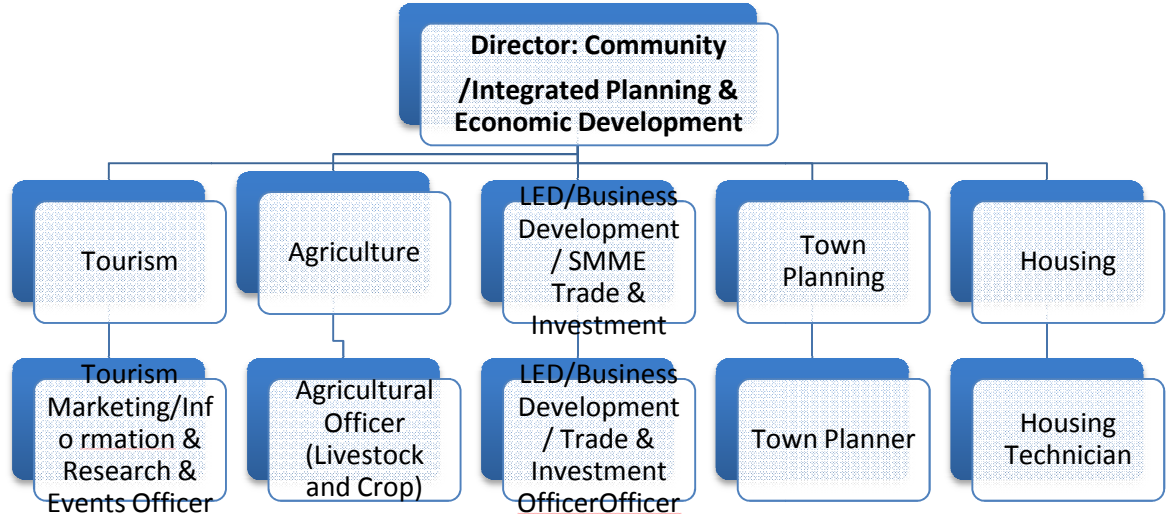 Director: Community
/Integrated Planning &
Economic Development
Tourism
Agriculture
LED/Business
Development
/ SMME
Trade &
Investment
Town
Planning
Housing
Tourism
Marketing/Inf
o rmation &
Research &
Events Officer
Agricultural
Officer
(Livestock
and Crop)
LED/Business
Development
/ Trade &
Investment
OfficerOfficer
Town Planner
Housing
Technician